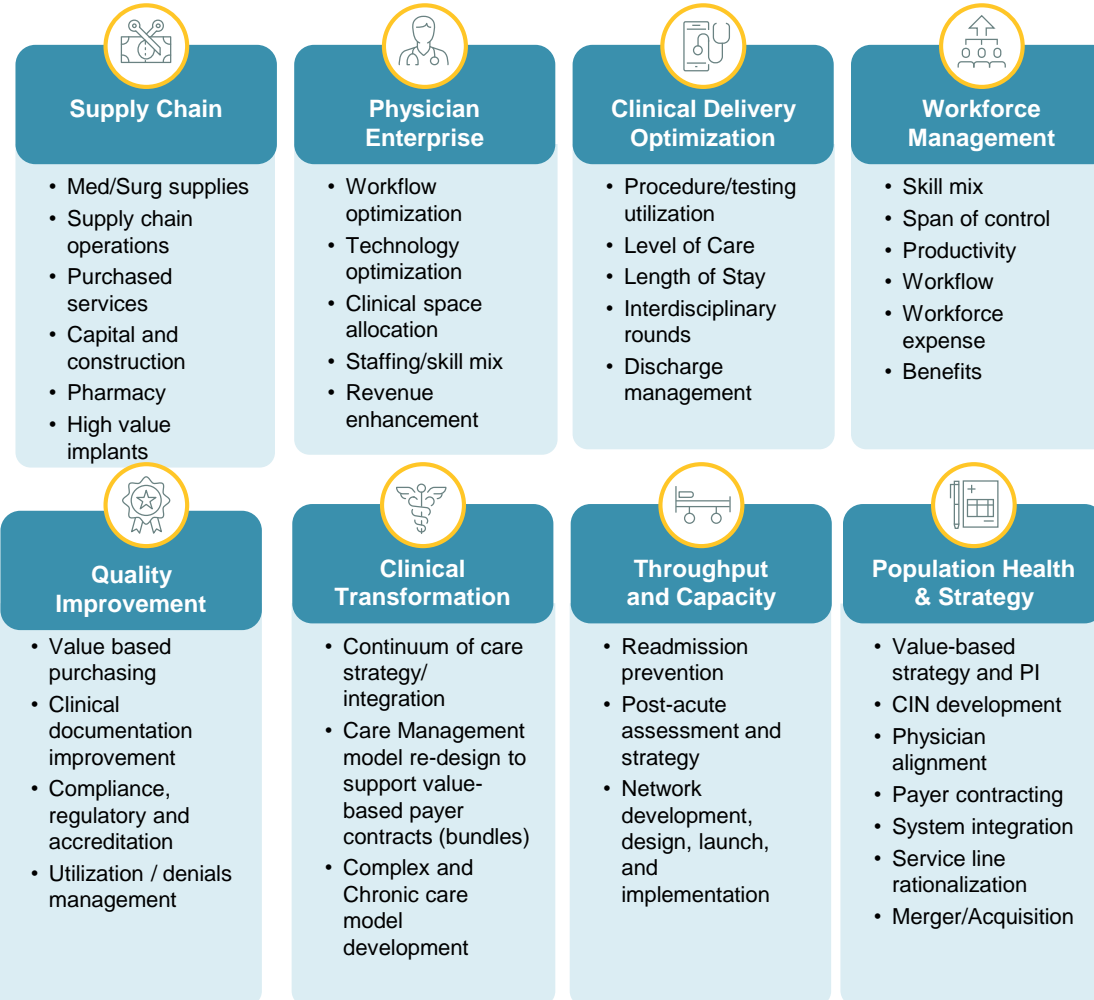 Supply Chain
• Med/Surg supplies
• Supply chain
operations
• Purchased
services
• Capital and
construction
• Pharmacy
• High value
implants
Physician
Enterprise
• Workflow
optimization
• Technology
optimization
• Clinical space
allocation
• Staffing/skill mix
• Revenue
enhancement
Clinical Delivery
Optimization
• Procedure/testing
utilization
• Level of Care
• Length of Stay
• Interdisciplinary
rounds
• Discharge
management
Workforce
Management
• Skill mix
• Span of control
• Productivity
• Workflow
• Workforce
expense
• Benefits
Quality
Improvement
• Value based
purchasing
• Clinical
documentation
improvement
• Compliance,
regulatory and
accreditation
• Utilization / denials
management
Clinical
Transformation
• Continuum of care
strategy/
integration
• Care Management
model re-design to
support value-
based payer
contracts (bundles)
• Complex and
Chronic care
model
development
Throughput
and Capacity
• Readmission
prevention
• Post-acute
assessment and
strategy
• Network
development,
design, launch,
and
implementation
Population Health
& Strategy
• Value-based
strategy and PI
• CIN development
• Physician
alignment
• Payer contracting
• System integration
• Service line
rationalization
• Merger/Acquisition